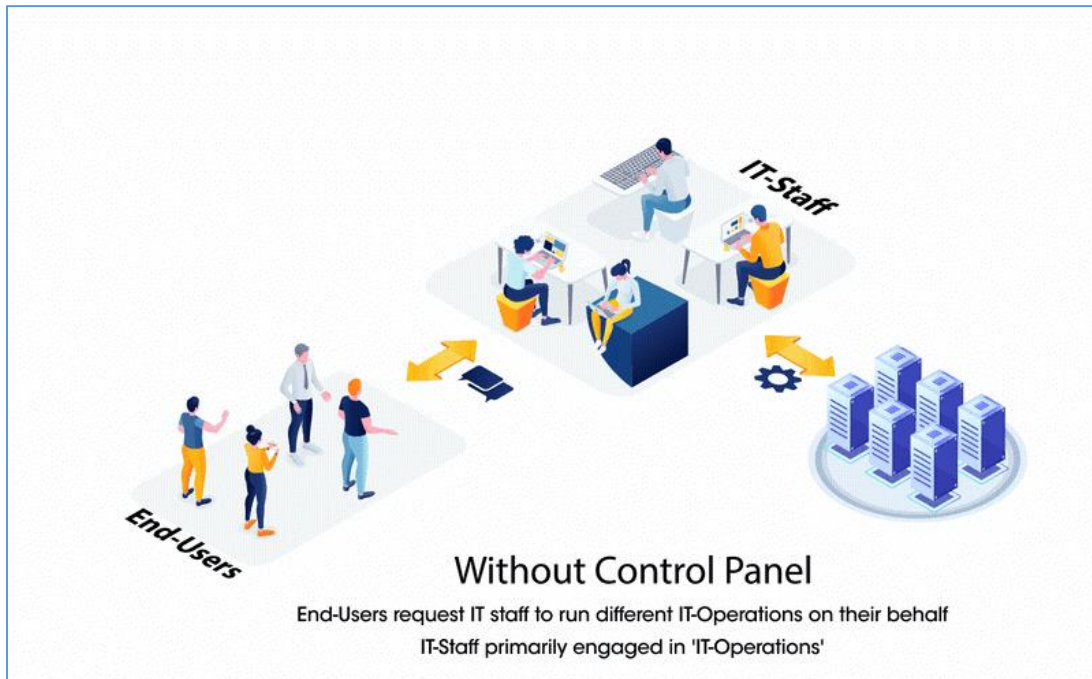 IT-Staff
End-Users
Without Control Panel
End-Users request IT staff to run different IT-Operations on their behalf
IT-Staff primarily engaged in 'IT-Operations'